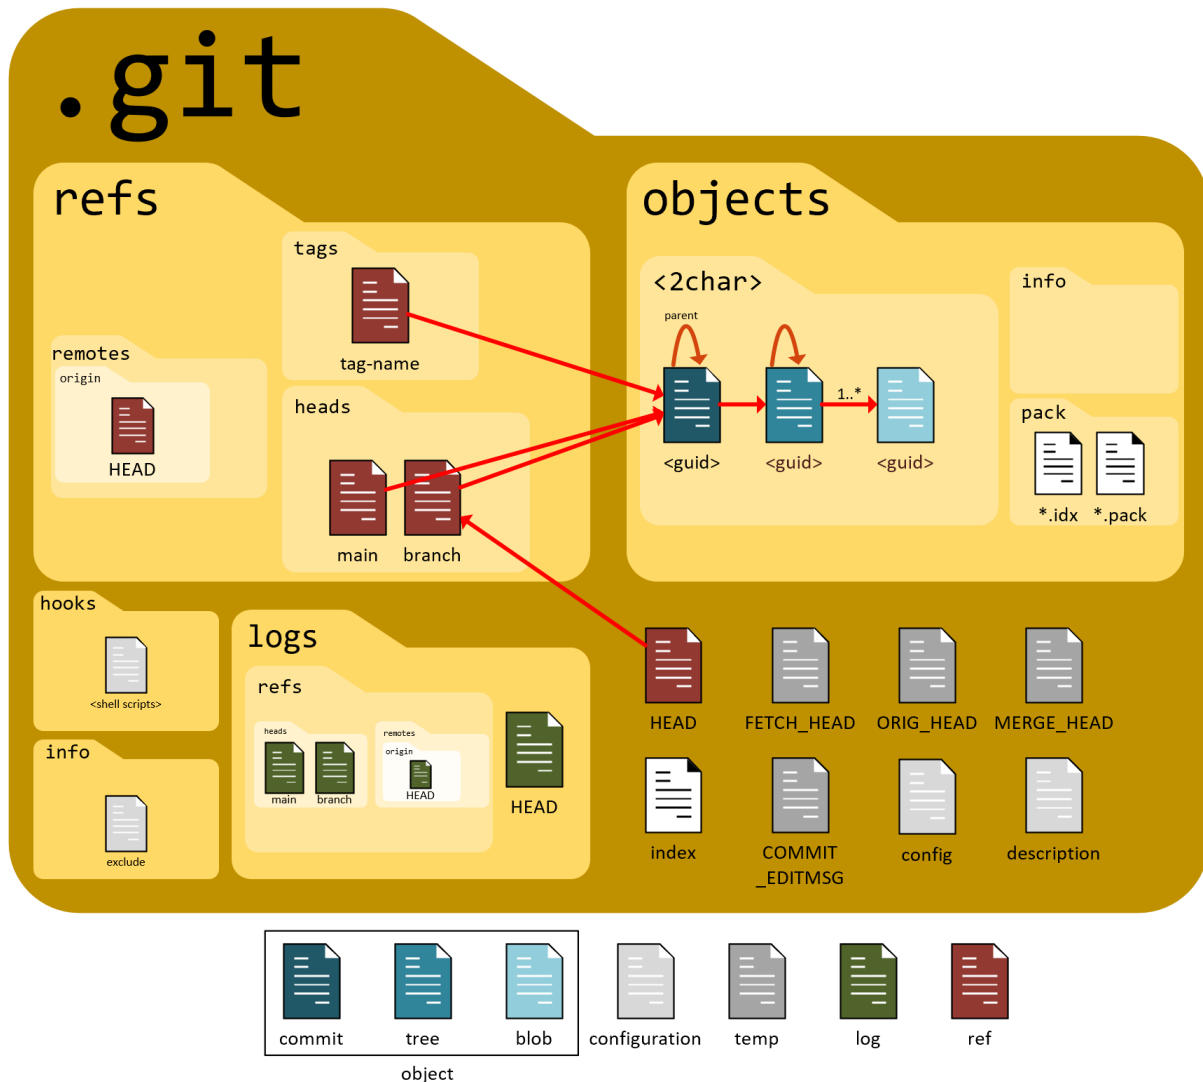 .git
refs
tags
tag-name
remotes
origin
HEAD
heads
main
branch
objects
<2char>
parent
1..*
<guid>
<guid>
<guid>
info
pack
*.idx
*.pack
hooks
<shell scripts>
info
exclude
logs
refs
heads
main
branch
remotes
origin
HEAD
HEAD
HEAD
FETCH_HEAD
ORIG_HEAD
MERGE_HEAD
index
COMMIT
_EDITMSG
config
description
commit
tree
blob
object
configuration
temp
log
ref